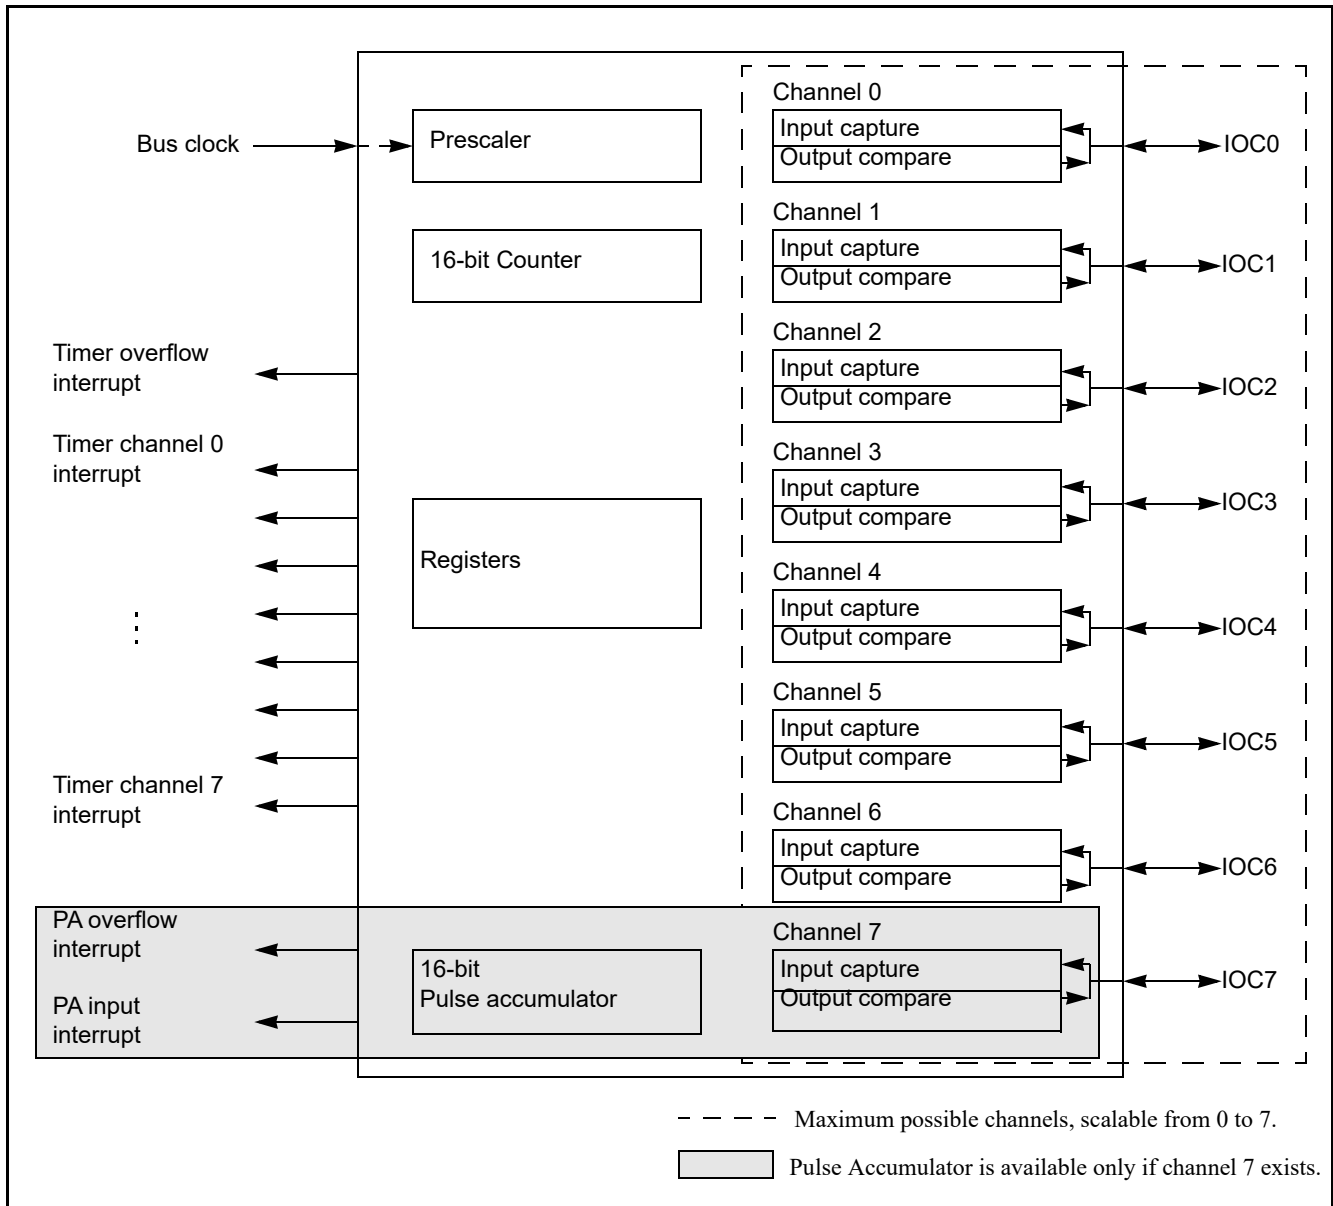 Channel 0
Input capture
Output compare
IOC0
Bus clock
Prescaler
Channel 1
Input capture
Output compare
IOC1
16-bit Counter
Channel 2
Input capture
Output compare
IOC2
Timer overflow
interrupt
Timer channel 0
interrupt
Channel 3
Input capture
Output compare
IOC3
Registers
Channel 4
Input capture
Output compare
IOC4
Channel 5
Input capture
Output compare
IOC5
Timer channel 7
interrupt
Channel 6
Input capture
Output compare
IOC6
PA overflow
interrupt
PA input
interrupt
16-bit
Pulse accumulator
Channel 7
Input capture
Output compare
IOC7
Maximum possible channels, scalable from 0 to 7.
Pulse Accumulator is available only if channel 7 exists.